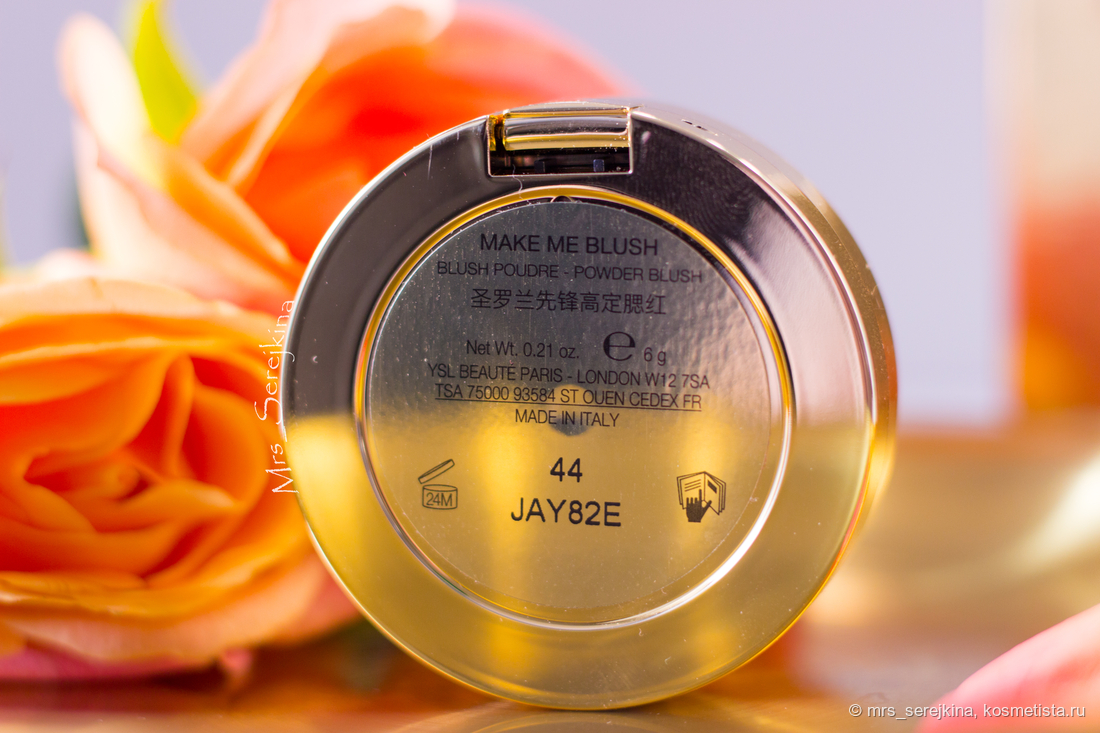 MAKE ME BLUSH
BLUSH POUDRE - POWDER BLUSH
圣罗兰先锋高定腮红
Net Wt. 0.21 oz. ℮ 6 g
YSL BEAUTÉ PARIS - LONDON W12 7SA
TSA 75000 93584 ST OUEN CEDEX FR
MADE IN ITALY
44
24M
JAY82E
Mrs_Serejkina
© mrs_serejkina, kosmetista.ru